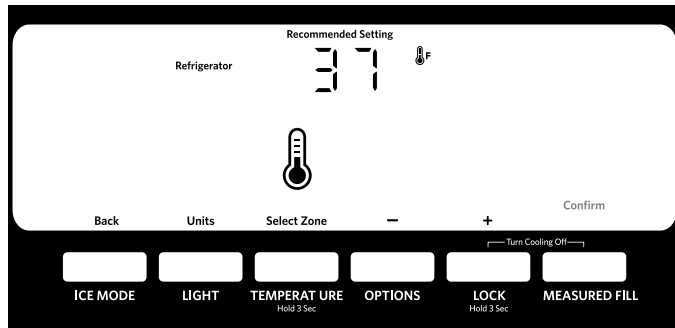 Recommended Setting
Refrigerator 37 F
Confirm
Back Units Select Zone – +
Turn Cooling Off
ICE MODE LIGHT TEMPERAT URE OPTIONS LOCK MEASURED FILL
Hold 3 Sec Hold 3 Sec